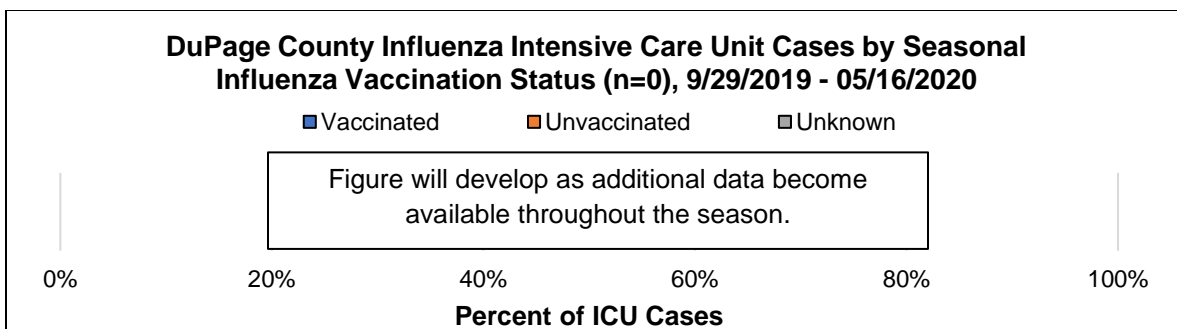 DuPage County Influenza Intensive Care Unit Cases by Seasonal
Influenza Vaccination Status (n=0), 9/29/2019 - 05/16/2020
Vaccinated Unvaccinated Unknown
Figure will develop as additional data become
available throughout the season.
0% 20% 40% 60% 80% 100%
Percent of ICU Cases